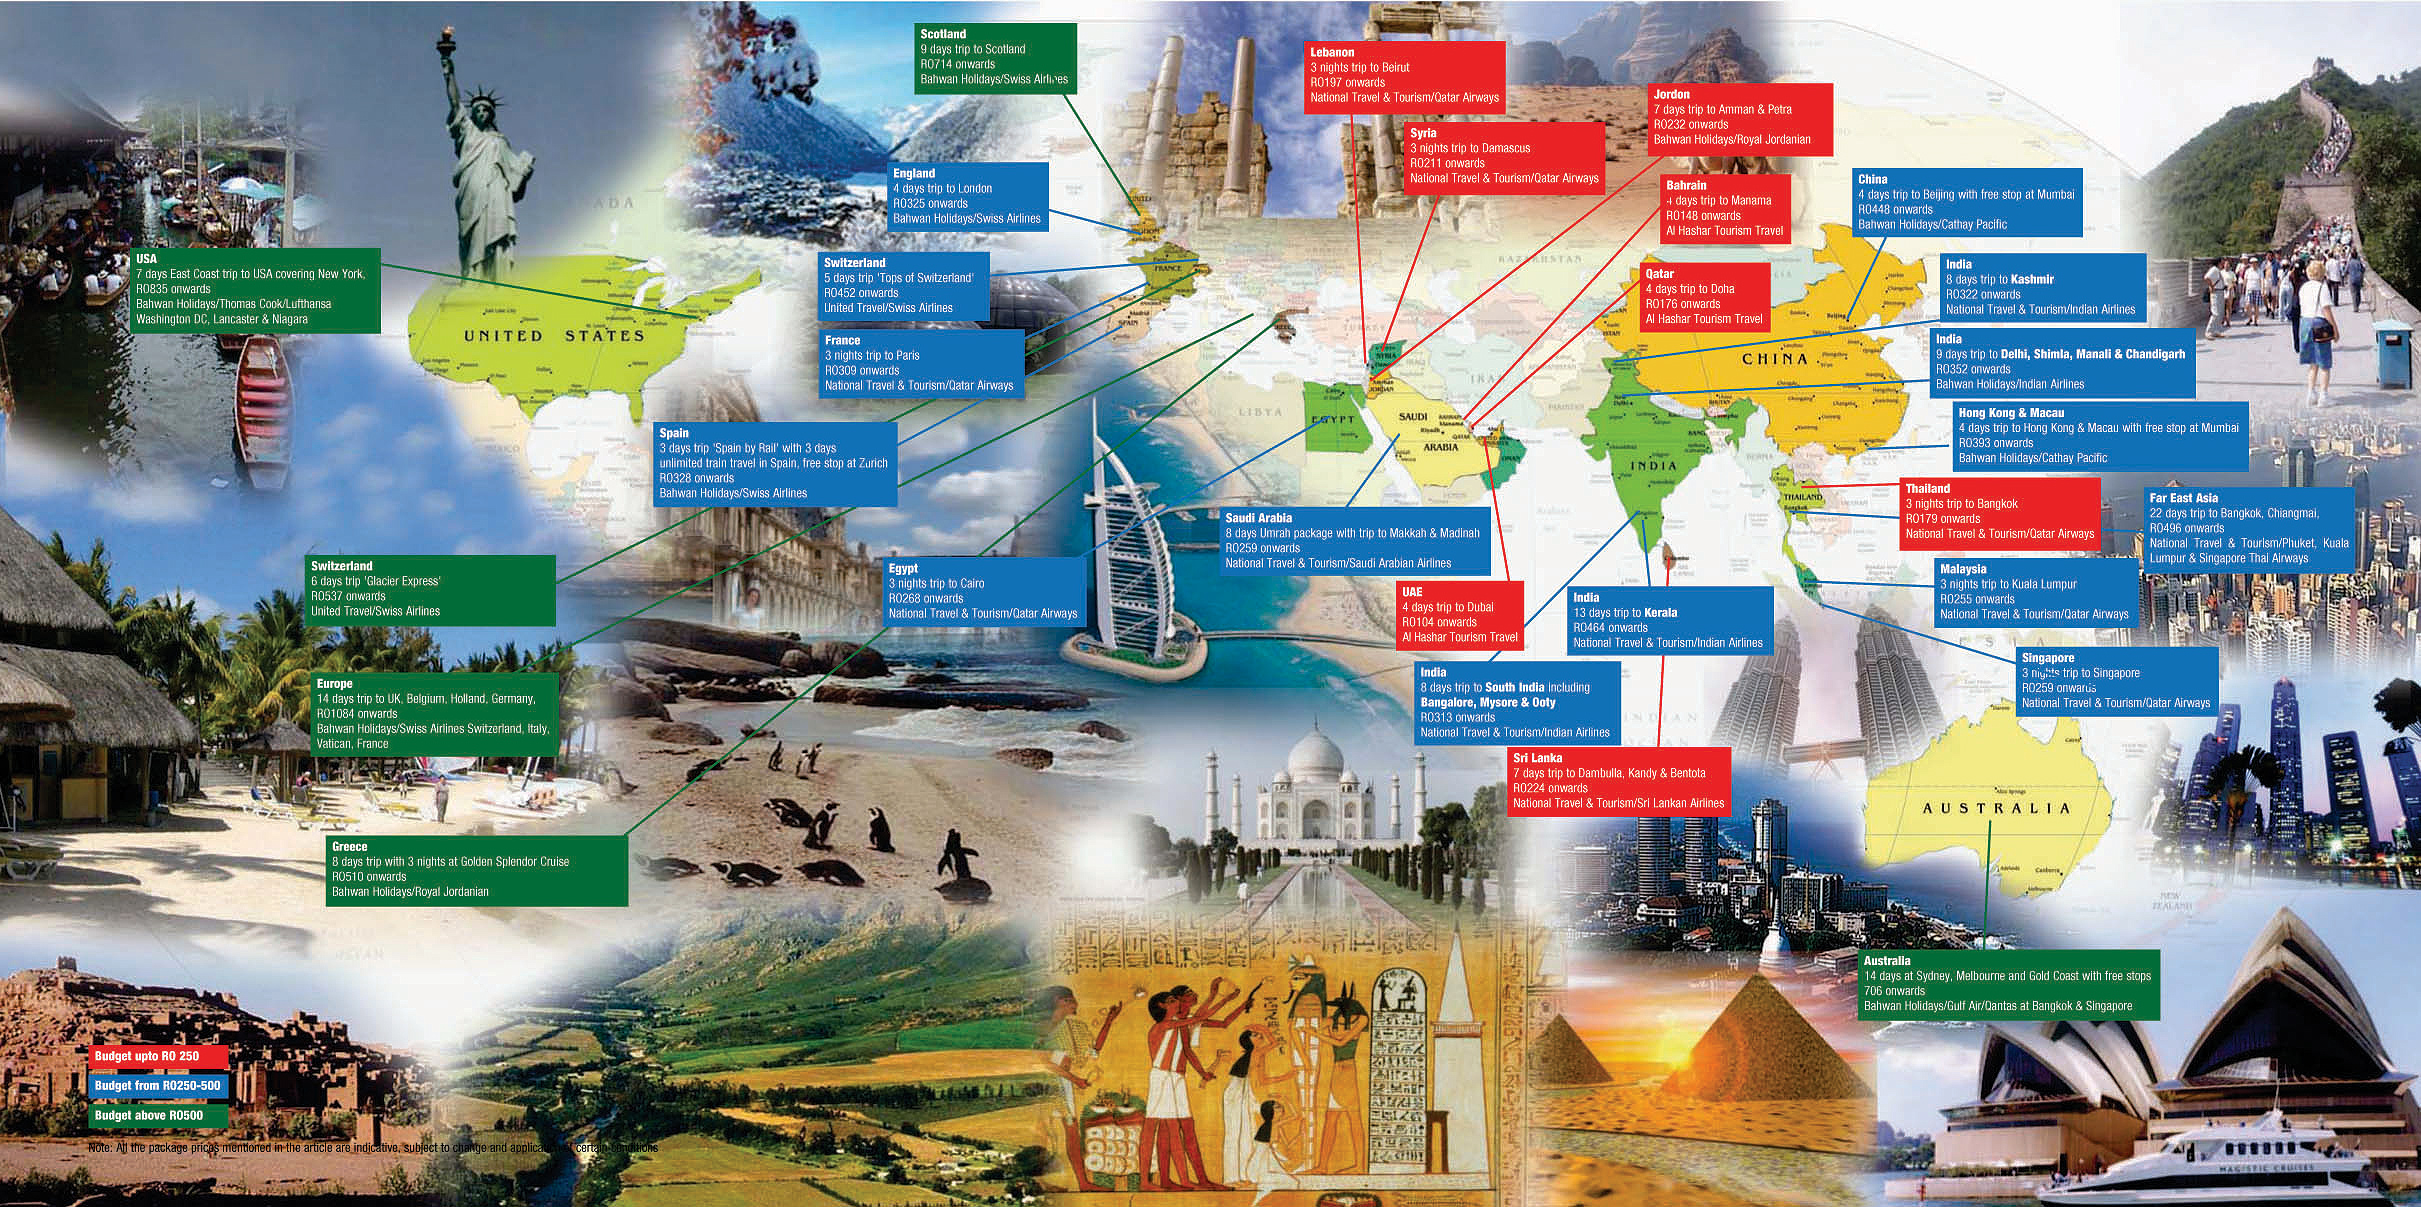 Scotland
9 days trip to Scotland
RO714 onwards
Bahwan Holidays/Swiss Airlines
Lebanon
3 nights trip to Beirut
RO197 onwards
National Travel & Tourism/Qatar Airways
Jordon
7 days trip to Amman & Petra
RO232 onwards
Bahwan Holidays/Royal Jordanian
Syria
3 nights trip to Damascus
RO211 onwards
National Travel & Tourism/Qatar Airways
England
4 days trip to London
RO325 onwards
Bahwan Holidays/Swiss Airlines
Bahrain
4 days trip to Manama
RO148 onwards
Al Hashar Tourism Travel
China
4 days trip to Beijing with free stop at Mumbai
RO448 onwards
Bahwan Holidays/Cathay Pacific
USA
7 days East Coast trip to USA covering New York,
RO835 onwards
Bahwan Holidays/Thomas Cook/Lufthansa
Washington DC, Lancaster & Niagara
Switzerland
5 days trip 'Tops of Switzerland'
RO452 onwards
United Travel/Swiss Airlines
Qatar
4 days trip to Doha
RO176 onwards
Al Hashar Tourism Travel
India
8 days trip to Kashmir
RO322 onwards
National Travel & Tourism/Indian Airlines
France
3 nights trip to Paris
RO309 onwards
National Travel & Tourism/Qatar Airways
India
9 days trip to Delhi, Shimla, Manali & Chandigarh
RO352 onwards
Bahwan Holidays/Indian Airlines
Hong Kong & Macau
4 days trip to Hong Kong & Macau with free stop at Mumbai
RO393 onwards
Bahwan Holidays/Cathay Pacific
Spain
3 days trip 'Spain by Rail' with 3 days
unlimited train travel in Spain, free stop at Zurich
RO328 onwards
Bahwan Holidays/Swiss Airlines
Thailand
3 nights trip to Bangkok
RO179 onwards
National Travel & Tourism/Qatar Airways
Far East Asia
22 days trip to Bangkok, Chiangmai,
RO496 onwards
National Travel & Tourism/Phuket, Kuala
Lumpur & Singapore Thai Airways
Saudi Arabia
8 days Umrah package with trip to Makkah & Madinah
RO259 onwards
National Travel & Tourism/Saudi Arabian Airlines
Switzerland
6 days trip 'Glacier Express'
RO537 onwards
United Travel/Swiss Airlines
Egypt
3 nights trip to Cairo
RO268 onwards
National Travel & Tourism/Qatar Airways
Malaysia
3 nights trip to Kuala Lumpur
RO255 onwards
National Travel & Tourism/Qatar Airways
UAE
4 days trip to Dubai
RO104 onwards
Al Hashar Tourism Travel
India
13 days trip to Kerala
RO464 onwards
National Travel & Tourism/Indian Airlines
Singapore
3 nights trip to Singapore
RO259 onwards
National Travel & Tourism/Qatar Airways
India
8 days trip to South India including
Bangalore, Mysore & Ooty
RO313 onwards
National Travel & Tourism/Indian Airlines
Europe
14 days trip to UK, Belgium, Holland, Germany,
RO1084 onwards
Bahwan Holidays/Swiss Airlines Switzerland, Italy,
Vatican, France
Sri Lanka
7 days trip to Dambulla, Kandy & Bentota
RO224 onwards
National Travel & Tourism/Sri Lankan Airlines
Greece
8 days trip with 3 nights at Golden Splendor Cruise
RO510 onwards
Bahwan Holidays/Royal Jordanian
Australia
14 days at Sydney, Melbourne and Gold Coast with free stops
706 onwards
Bahwan Holidays/Gulf Air/Qantas at Bangkok & Singapore
Budget upto RO 250
Budget from RO250-500
Budget above RO500
Note: All the package prices mentioned in the article are indicative, subject to change and application of certain conditions
UNITED STATES
FRANCE
SPAIN
TURKEY
KAZAKHSTAN
SYRIA
JORDAN
LIBYA
EGYPT
SAUDI
ARABIA
OMAN
CHINA
Beijing
INDIA
THAILAND
Bangkok
AUSTRALIA
Alice Springs
Canberra
Melbourne
NEW
ZEALAND
MAGISTIC CRUISES